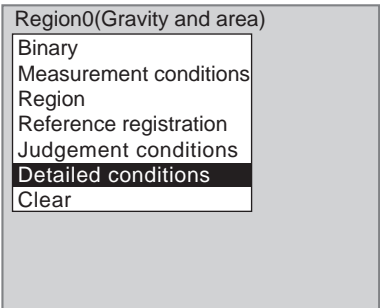 Region0(Gravity and area)
Binary
Measurement conditions
Region
Reference registration
Judgement conditions
Detailed conditions
Clear